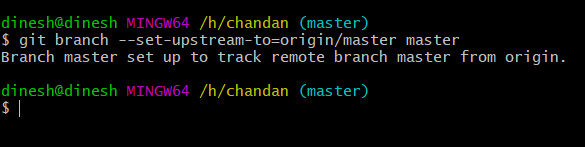 dinesh@dinesh MINGW64 /h/chandan (master)
$ git branch --set-upstream-to=origin/master master
Branch master set up to track remote branch master from origin.
dinesh@dinesh MINGW64 /h/chandan (master)
$